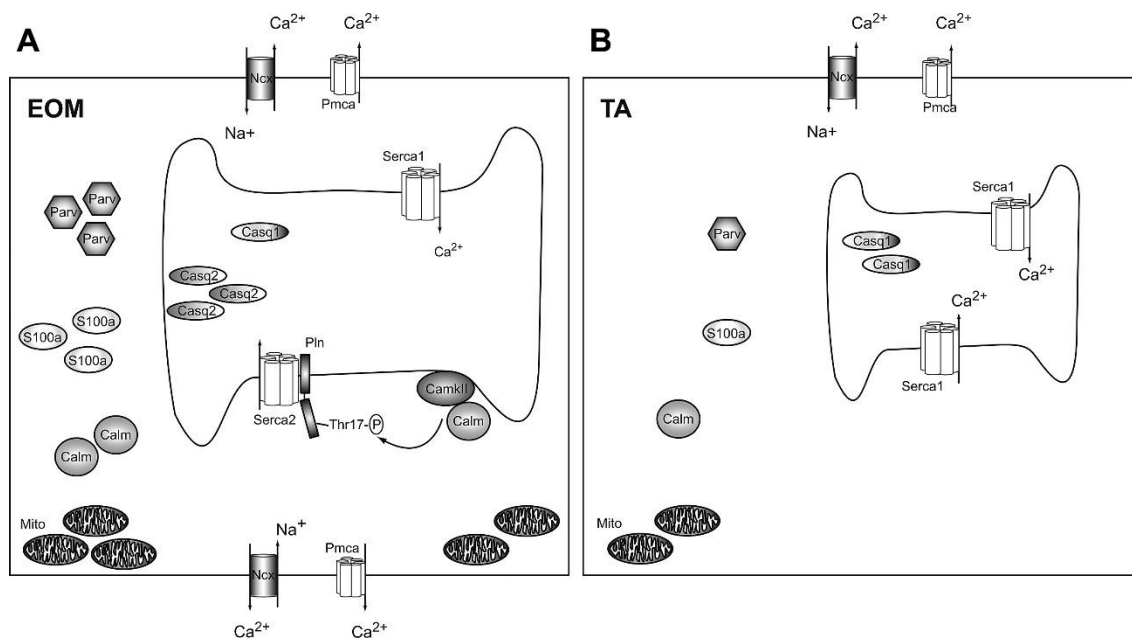 A
EOM
Ca2+
Ca2+
Ncx
Pmca
Na+
Serca1
Ca2+
Parv
Parv
Parv
Casq1
Casq2
Casq2
Casq2
S100a
S100a
S100a
Pln
Serca2
Thr17-P
CamkII
Calm
Calm
Calm
Mito
Na+
Ncx
Pmca
Ca2+
Ca2+
B
TA
Ca2+
Ca2+
Ncx
Pmca
Na+
Serca1
Parv
Casq1
Casq1
Ca2+
Ca2+
S100a
Serca1
Calm
Mito